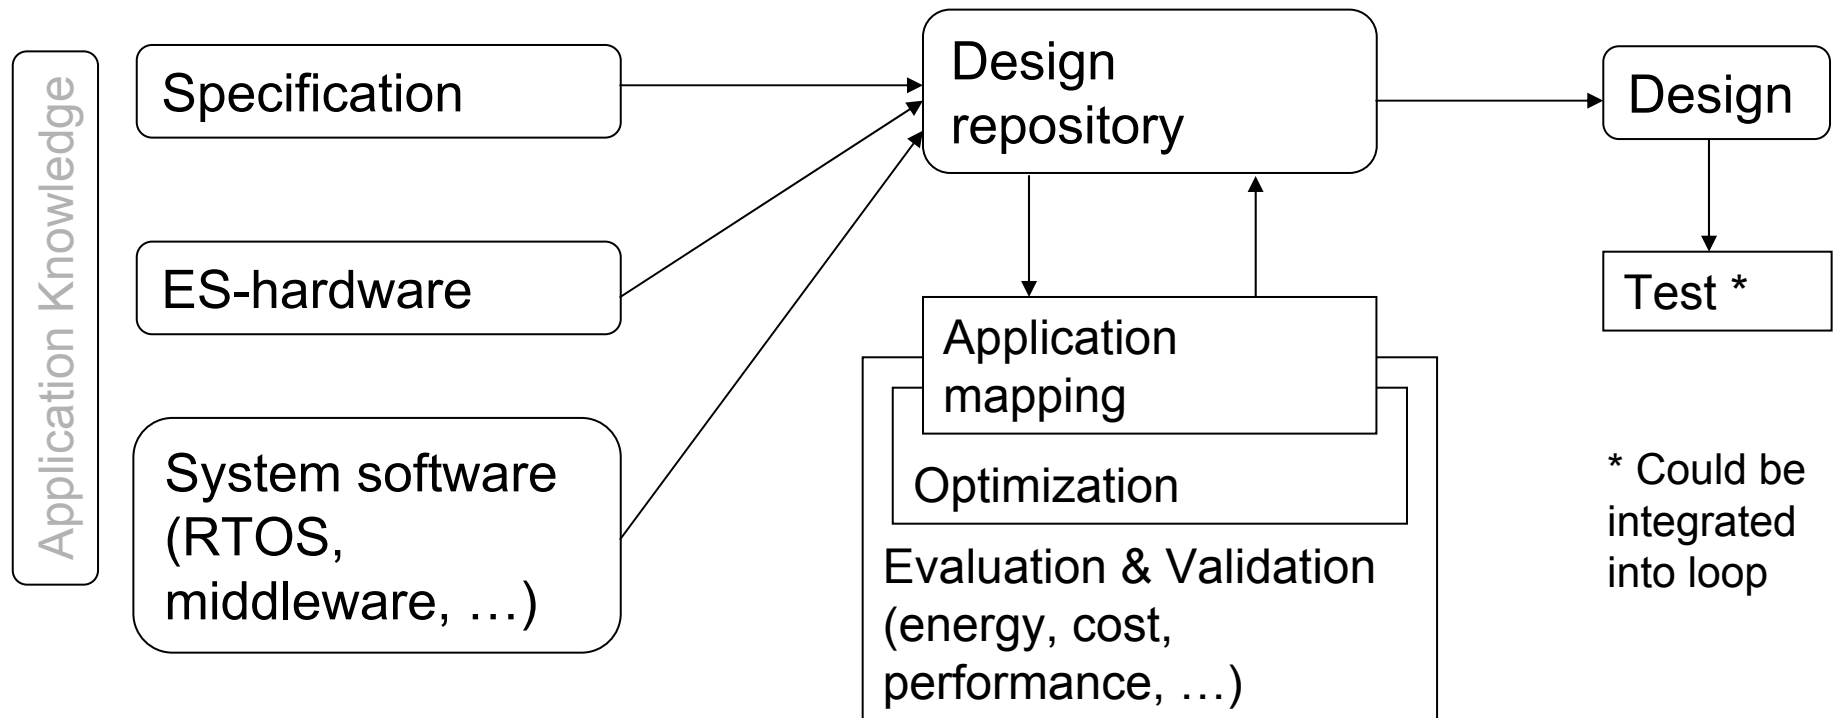 Application Knowledge
Specification
ES-hardware
System software
(RTOS,
middleware, …)
Design
repository
Application
mapping
Optimization
Evaluation & Validation
(energy, cost,
performance, …)
Design
Test *
* Could be
integrated
into loop